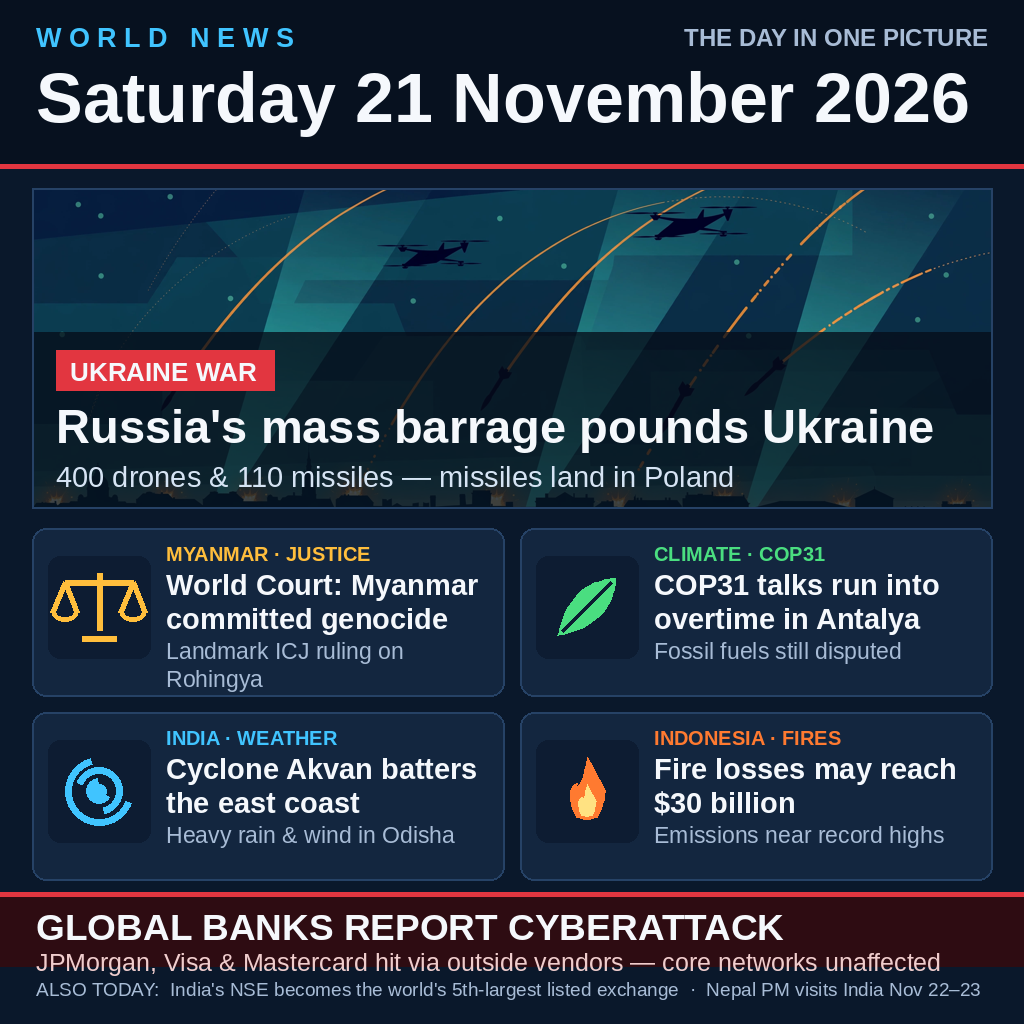 WORLD NEWS
THE DAY IN ONE PICTURE
Saturday 21 November 2026
UKRAINE WAR
Russia's mass barrage pounds Ukraine
400 drones & 110 missiles — missiles land in Poland
MYANMAR · JUSTICE
World Court: Myanmar
committed genocide
Landmark ICJ ruling on
Rohingya
CLIMATE · COP31
COP31 talks run into
overtime in Antalya
Fossil fuels still disputed
INDIA · WEATHER
Cyclone Akvan batters
the east coast
Heavy rain & wind in Odisha
INDONESIA · FIRES
Fire losses may reach
$30 billion
Emissions near record highs
GLOBAL BANKS REPORT CYBERATTACK
JPMorgan, Visa & Mastercard hit via outside vendors — core networks unaffected
ALSO TODAY: India's NSE becomes the world's 5th-largest listed exchange · Nepal PM visits India Nov 22–23